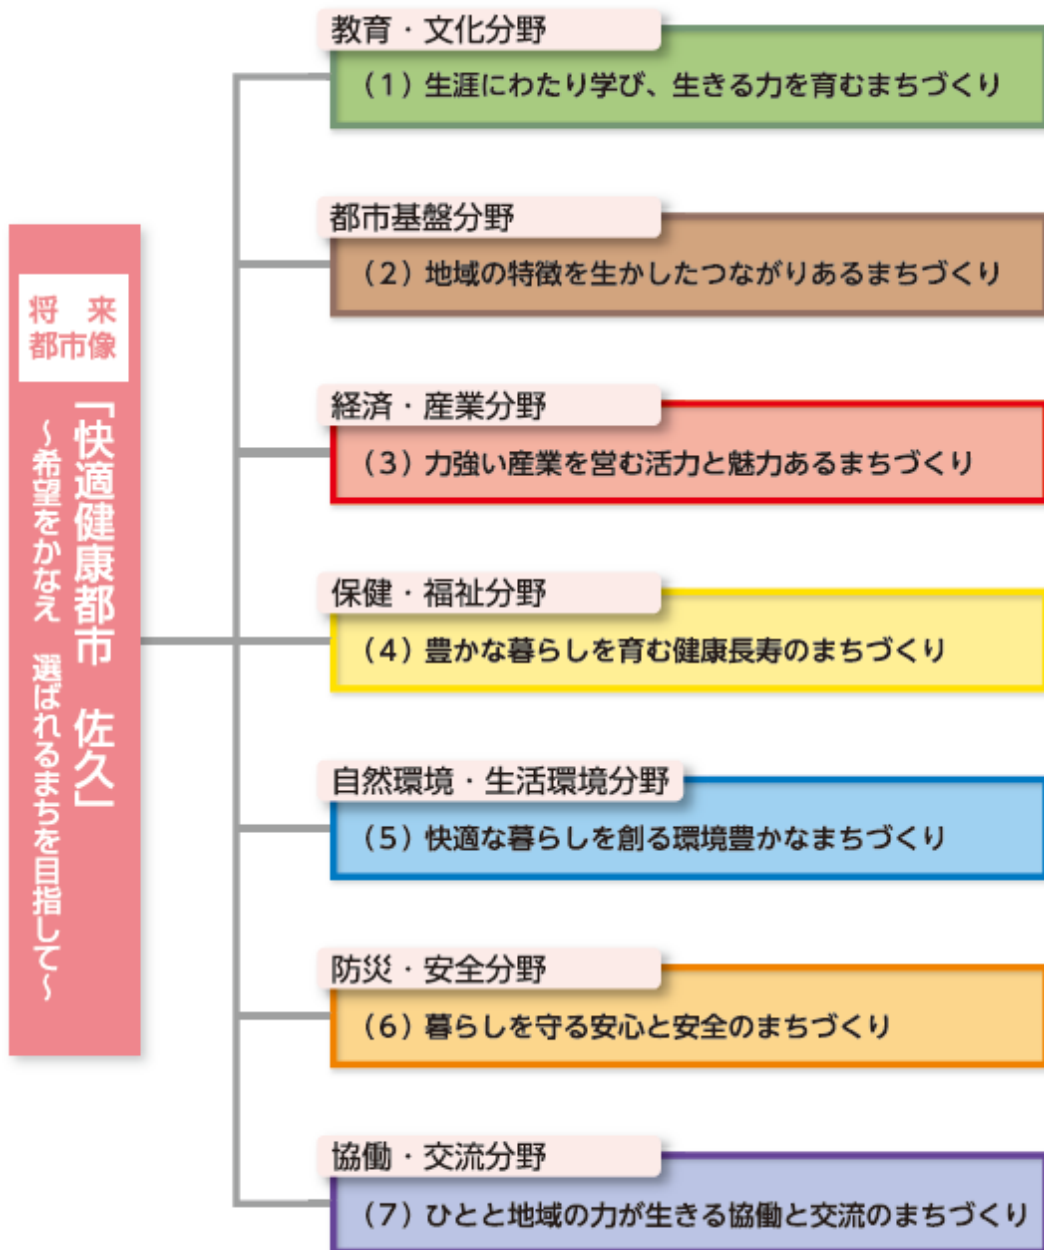 将　来
都市像
「快適健康都市　佐久」
～希望をかなえ　選ばれるまちを目指して～
教育・文化分野
（1）生涯にわたり学び、生きる力を育むまちづくり
都市基盤分野
（2）地域の特徴を生かしたつながりあるまちづくり
経済・産業分野
（3）力強い産業を営む活力と魅力あるまちづくり
保健・福祉分野
（4）豊かな暮らしを育む健康長寿のまちづくり
自然環境・生活環境分野
（5）快適な暮らしを創る環境豊かなまちづくり
防災・安全分野
（6）暮らしを守る安心と安全のまちづくり
協働・交流分野
（7）ひとと地域の力が生きる協働と交流のまちづくり